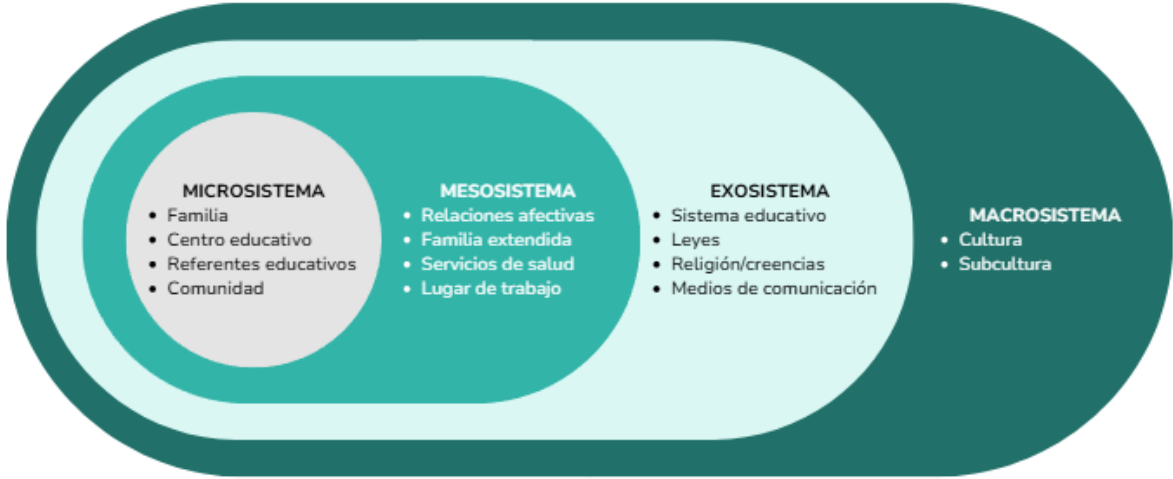 MICROSISTEMA
• Familia
• Centro educativo
• Referentes educativos
• Comunidad
MESOSISTEMA
• Relaciones afectivas
• Familia extendida
• Servicios de salud
• Lugar de trabajo
EXOSISTEMA
• Sistema educativo
• Leyes
• Religión/creencias
• Medios de comunicación
MACROSISTEMA
• Cultura
• Subcultura